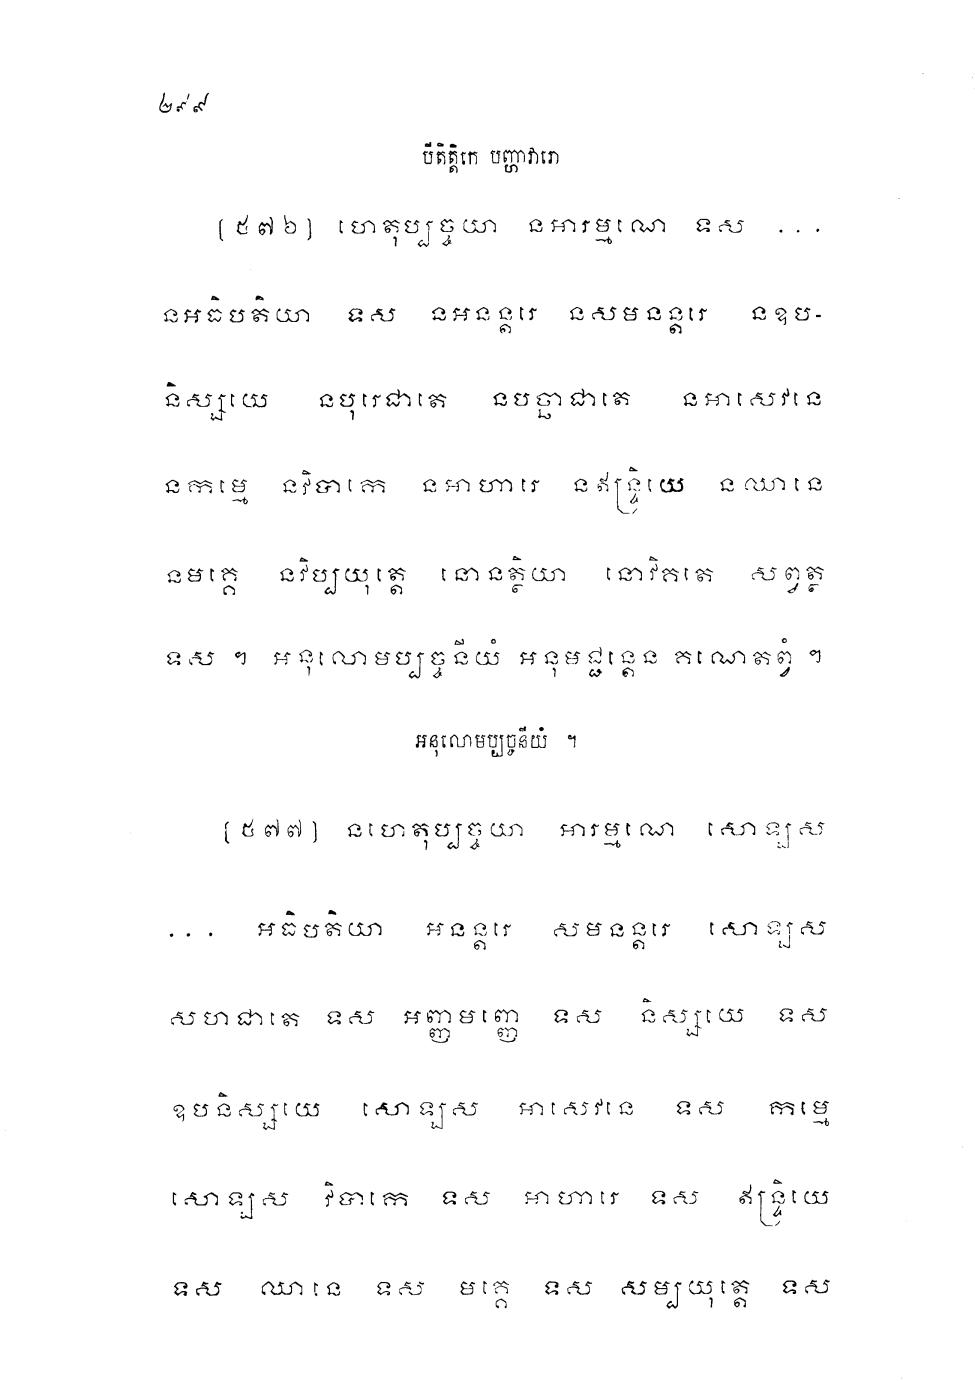 ២៩៩
បីតិត្តិកេ បញ្ហាវារោ
(៥៧៦) ហេតុប្បច្ចយា នអារម្មណេ ទស ...
នអធិបតិយា ទស នអនន្តរេ នសមនន្តរេ នឧប-
និស្សយេ នបុរេជាតេ នបច្ឆាជាតេ នអាសេវនេ
នកម្មេ នវិបាកេ នអាហារេ នឥន្ទ្រិយេ នឈានេ
នមគ្គេ នវិប្បយុត្តេ នោនត្ថិយា នោវិគតេ សព្វត្ថ
ទស ។ អនុលោមប្បច្ចនីយំ អនុមជ្ជន្តេន គណេតព្វំ ។
អនុលោមប្បច្ចនីយំ ។
(៥៧៧) នហេតុប្បច្ចយា អារម្មណេ សោឡស
... អធិបតិយា អនន្តរេ សមនន្តរេ សោឡស
សហជាតេ ទស អញ្ញមញ្ញេ ទស និស្សយេ ទស
ឧបនិស្សយេ សោឡស អាសេវនេ ទស កម្មេ
សោឡស វិបាកេ ទស អាហារេ ទស ឥន្ទ្រិយេ
ទស ឈានេ ទស មគ្គេ ទស សម្បយុត្តេ ទស